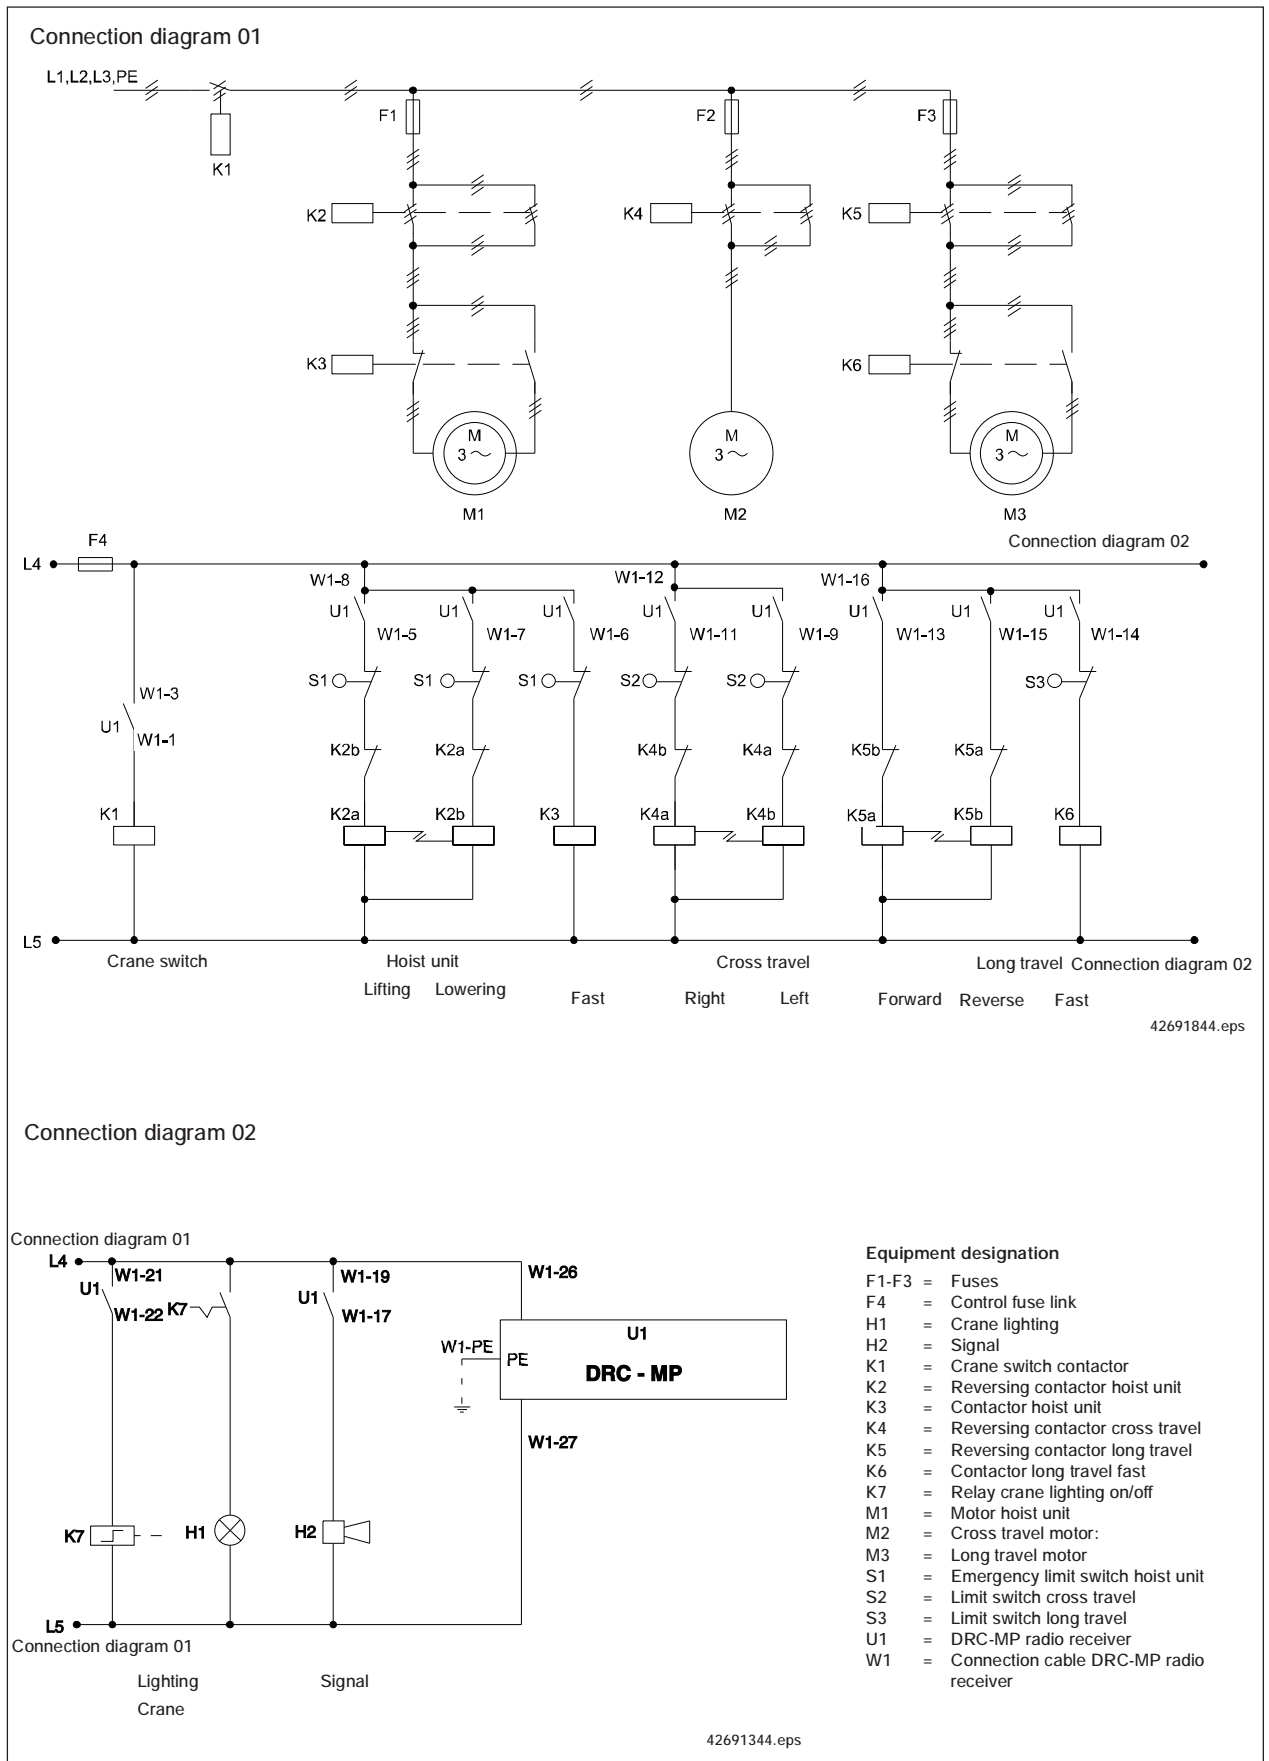 Connection diagram 01
L1,L2,L3,PE
F1 F2 F3
K1
K2 K4 K5
K3 K6
M 3 M 3 M 3
M1 M2 M3
F4
Connection diagram 02
L4
W1-8 W1-12 W1-16
U1 U1 U1 U1 U1 U1 U1 U1
W1-5 W1-7 W1-6 W1-11 W1-9 W1-13 W1-15 W1-14
S1 S1 S1 S2 S2 S3
W1-3
U1
W1-1
K2b K2a K4b K4a K5b K5a
K1 K2a K2b K3 K4a K4b K5a K5b K6
L5
Crane switch Hoist unit Cross travel Long travel Connection diagram 02
Lifting Lowering Fast Right Left Forward Reverse Fast
42691844.eps
Connection diagram 02
Connection diagram 01
L4
W1-21 W1-19 W1-26
U1 K7 U1
W1-22 W1-17
U1
W1-PE PE
DRC - MP
W1-27
K7 H1 H2
L5
Connection diagram 01
Lighting Signal
Crane
Equipment designation
F1-F3 = Fuses
F4 = Control fuse link
H1 = Crane lighting
H2 = Signal
K1 = Crane switch contactor
K2 = Reversing contactor hoist unit
K3 = Contactor hoist unit
K4 = Reversing contactor cross travel
K5 = Reversing contactor long travel
K6 = Contactor long travel fast
K7 = Relay crane lighting on/off
M1 = Motor hoist unit
M2 = Cross travel motor:
M3 = Long travel motor
S1 = Emergency limit switch hoist unit
S2 = Limit switch cross travel
S3 = Limit switch long travel
U1 = DRC-MP radio receiver
W1 = Connection cable DRC-MP radio
receiver
42691344.eps